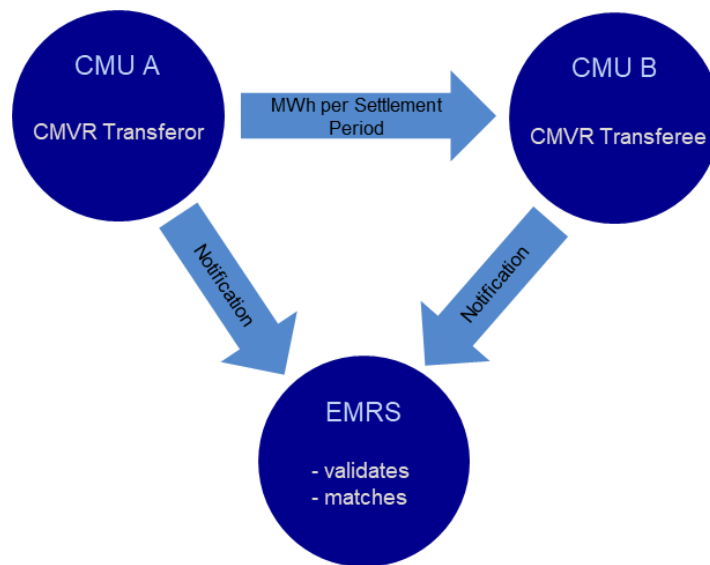 CMU A
CMVR Transferor
MWh per Settlement
Period
CMU B
CMVR Transferee
Notification
Notification
EMRS
- validates
- matches